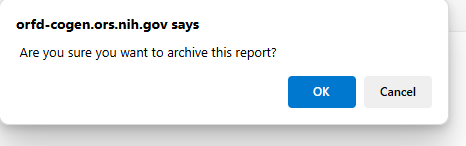 orfd-cogen.ors.nih.gov says
Are you sure you want to archive this report?
OK
Cancel